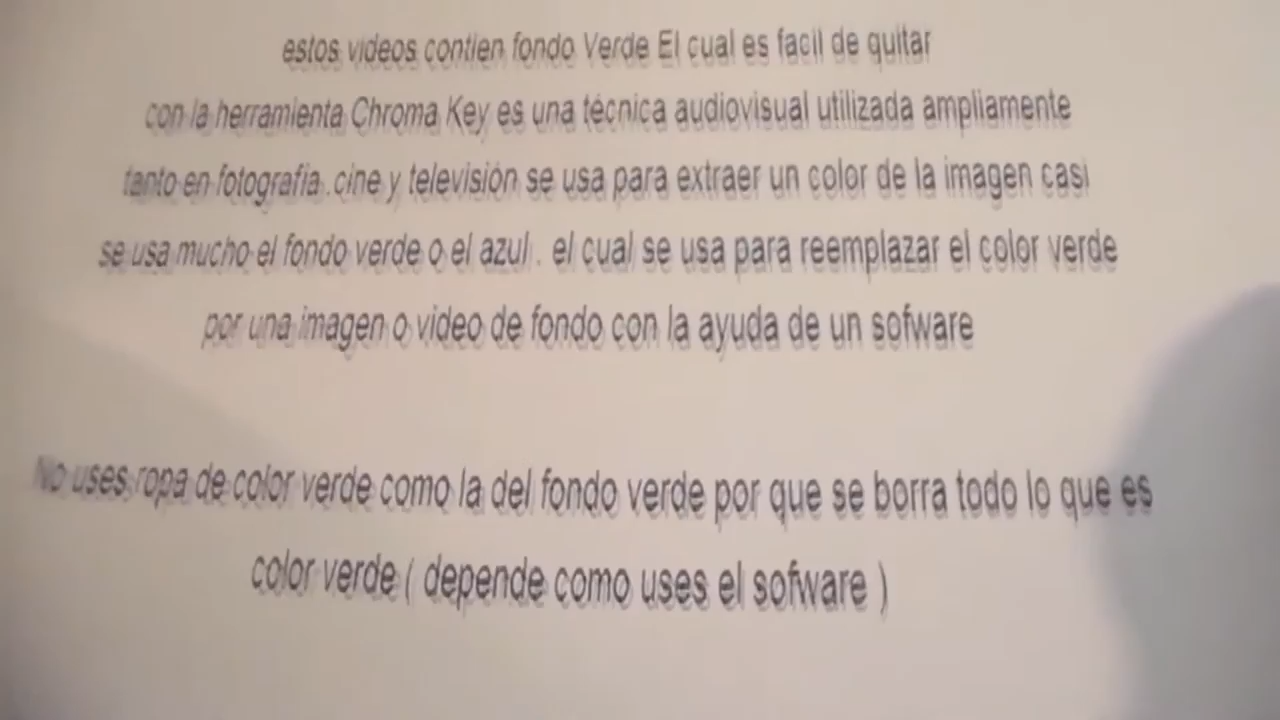 estos videos contien fondo Verde El cual es facil de quitar
con la herramienta Chroma Key es una técnica audiovisual utilizada ampliamente
tanto en fotografia .cine y televisión se usa para extraer un color de la imagen casi
se usa mucho el fondo verde o el azul . el cual se usa para reemplazar el color verde
por una imagen o video de fondo con la ayuda de un sofware
No uses ropa de color verde como la del fondo verde por que se borra todo lo que es
color verde ( depende como uses el sofware )